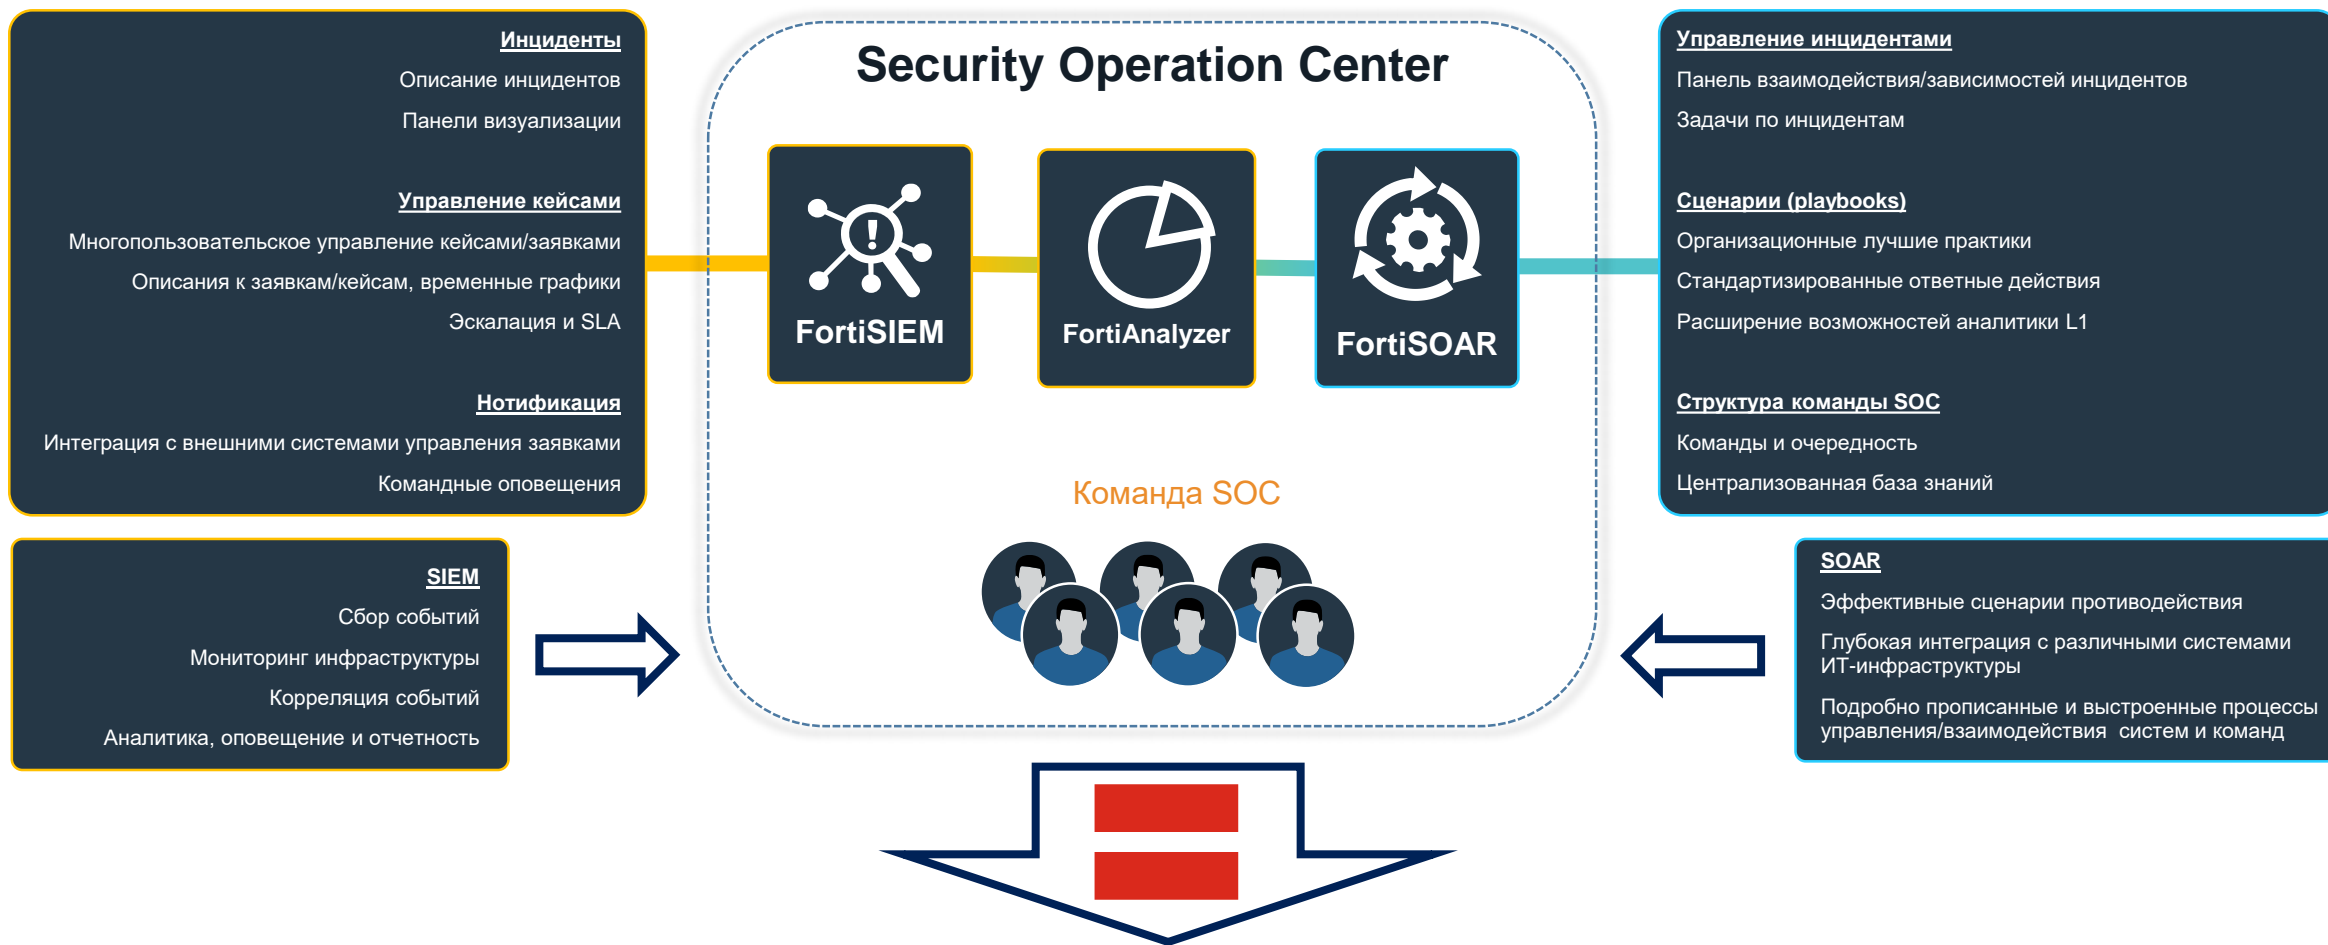 Инциденты
Описание инцидентов
Панели визуализации
Управление кейсами
Многопользовательское управление кейсами/заявками
Описания к заявкам/кейсам, временные графики
Эскалация и SLA
Нотификация
Интеграция с внешними системами управления заявками
Командные оповещения
SIEM
Сбор событий
Мониторинг инфраструктуры
Корреляция событий
Аналитика, оповещение и отчетность
Security Operation Center
FortiSIEM
FortiAnalyzer
FortiSOAR
Команда SOC
Управление инцидентами
Панель взаимодействия/зависимостей инцидентов
Задачи по инцидентам
Сценарии (playbooks)
Организационные лучшие практики
Стандартизированные ответные действия
Расширение возможностей аналитики L1
Структура команды SOC
Команды и очередность
Централизованная база знаний
SOAR
Эффективные сценарии противодействия
Глубокая интеграция с различными системами
ИТ-инфраструктуры
Подробно прописанные и выстроенные процессы
управления/взаимодействия  систем и команд